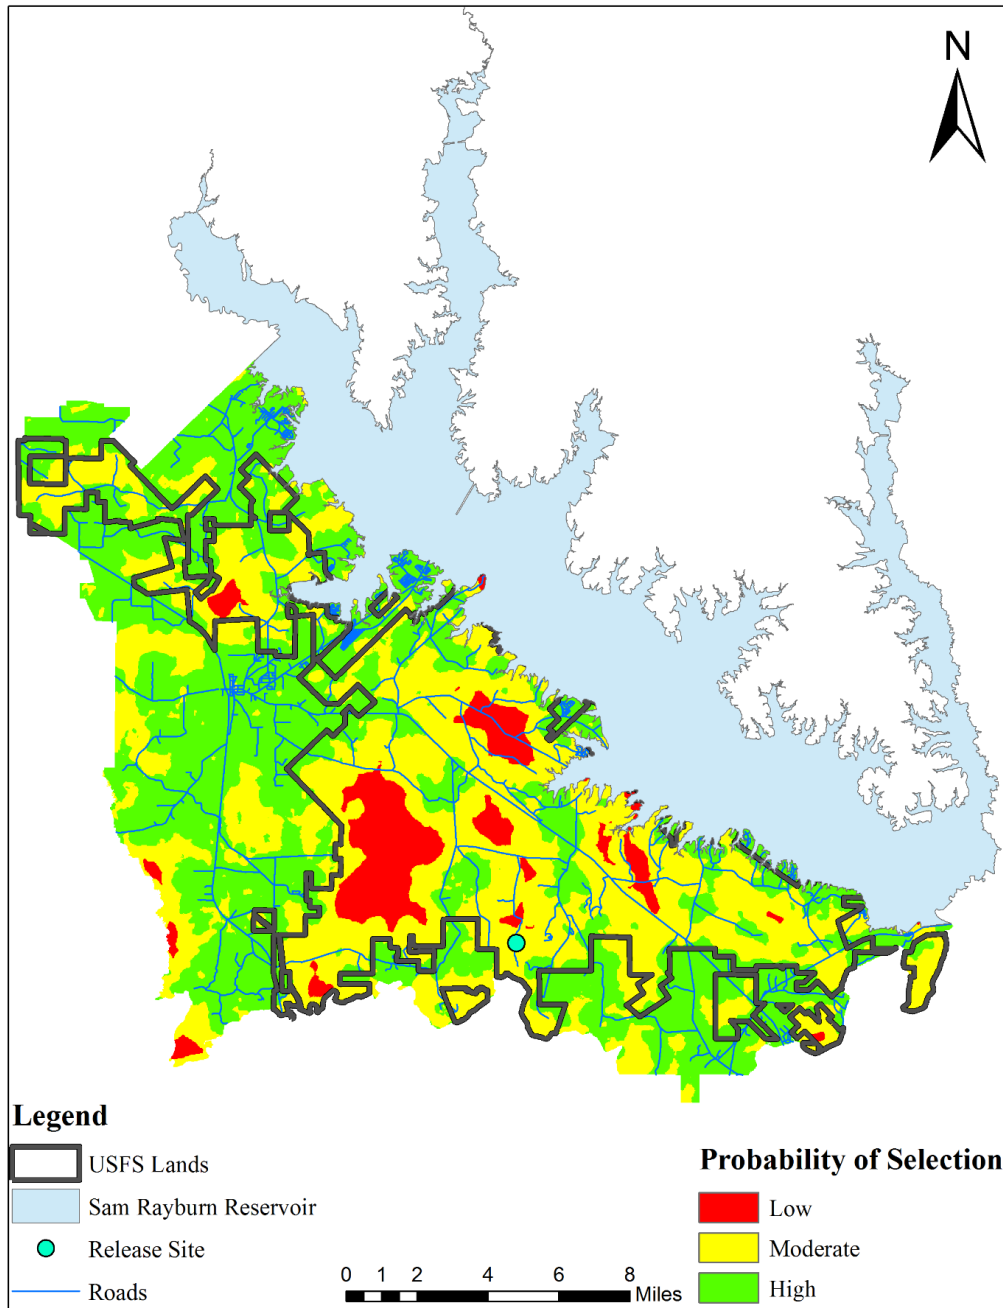 N
Legend
USFS Lands
Sam Rayburn Reservoir
Release Site
Roads
0 1 2 4 6 8
Miles
Probability of Selection
Low
Moderate
High